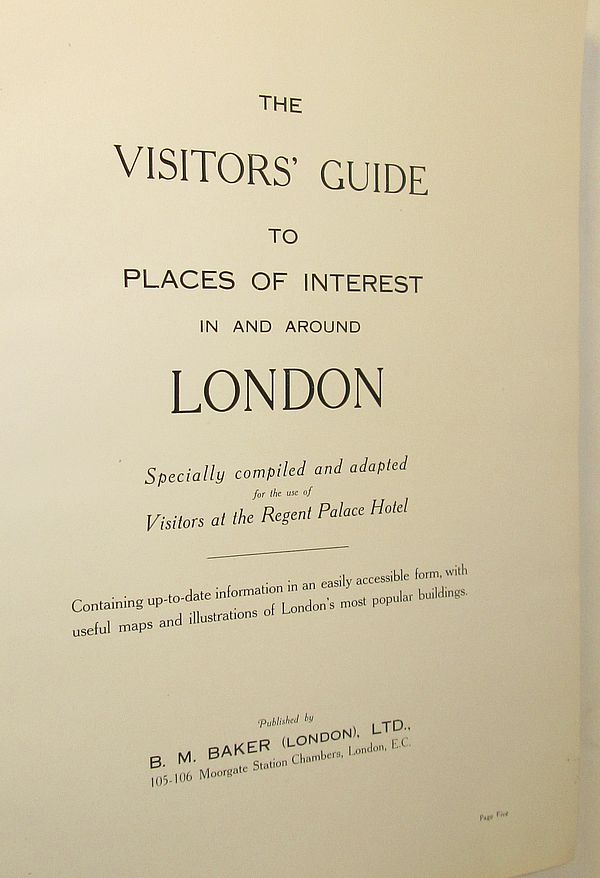 THE
VISITORS' GUIDE
TO
PLACES OF INTEREST
IN AND AROUND
LONDON
Specially compiled and adapted
for the use of
Visitors at the Regent Palace Hotel
Containing up-to-date information in an easily accessible form, with
useful maps and illustrations of London's most popular buildings.
Published by
B. M. BAKER (LONDON), LTD.,
105-106 Moorgate Station Chambers, London, E.C.
Page Five